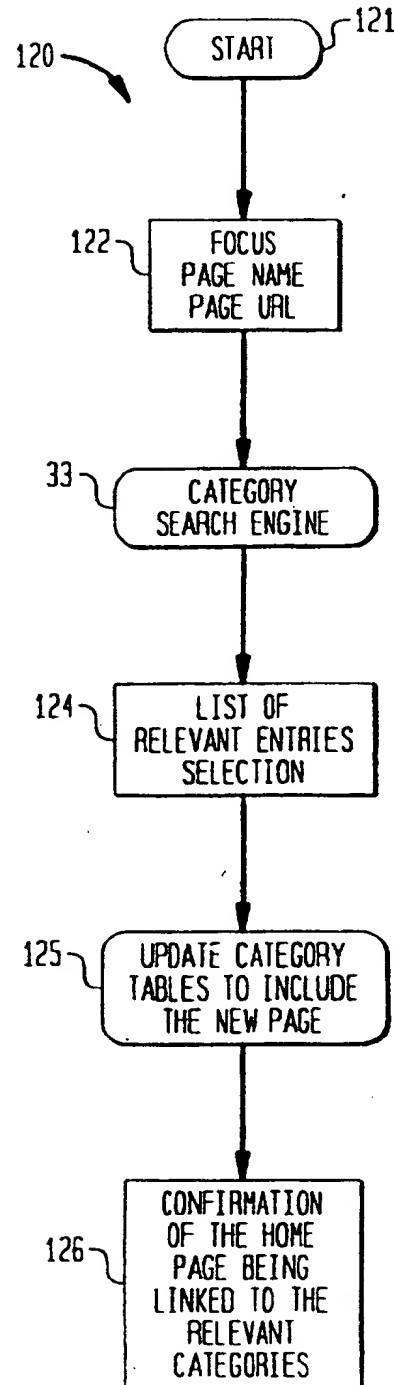 121
START
120
122
FOCUS
PAGE NAME
PAGE URL
33
CATEGORY
SEARCH ENGINE
124
LIST OF
RELEVANT ENTRIES
SELECTION
125
UPDATE CATEGORY
TABLES TO INCLUDE
THE NEW PAGE
126
CONFIRMATION
OF THE HOME
PAGE BEING
LINKED TO THE
RELEVANT
CATEGORIES